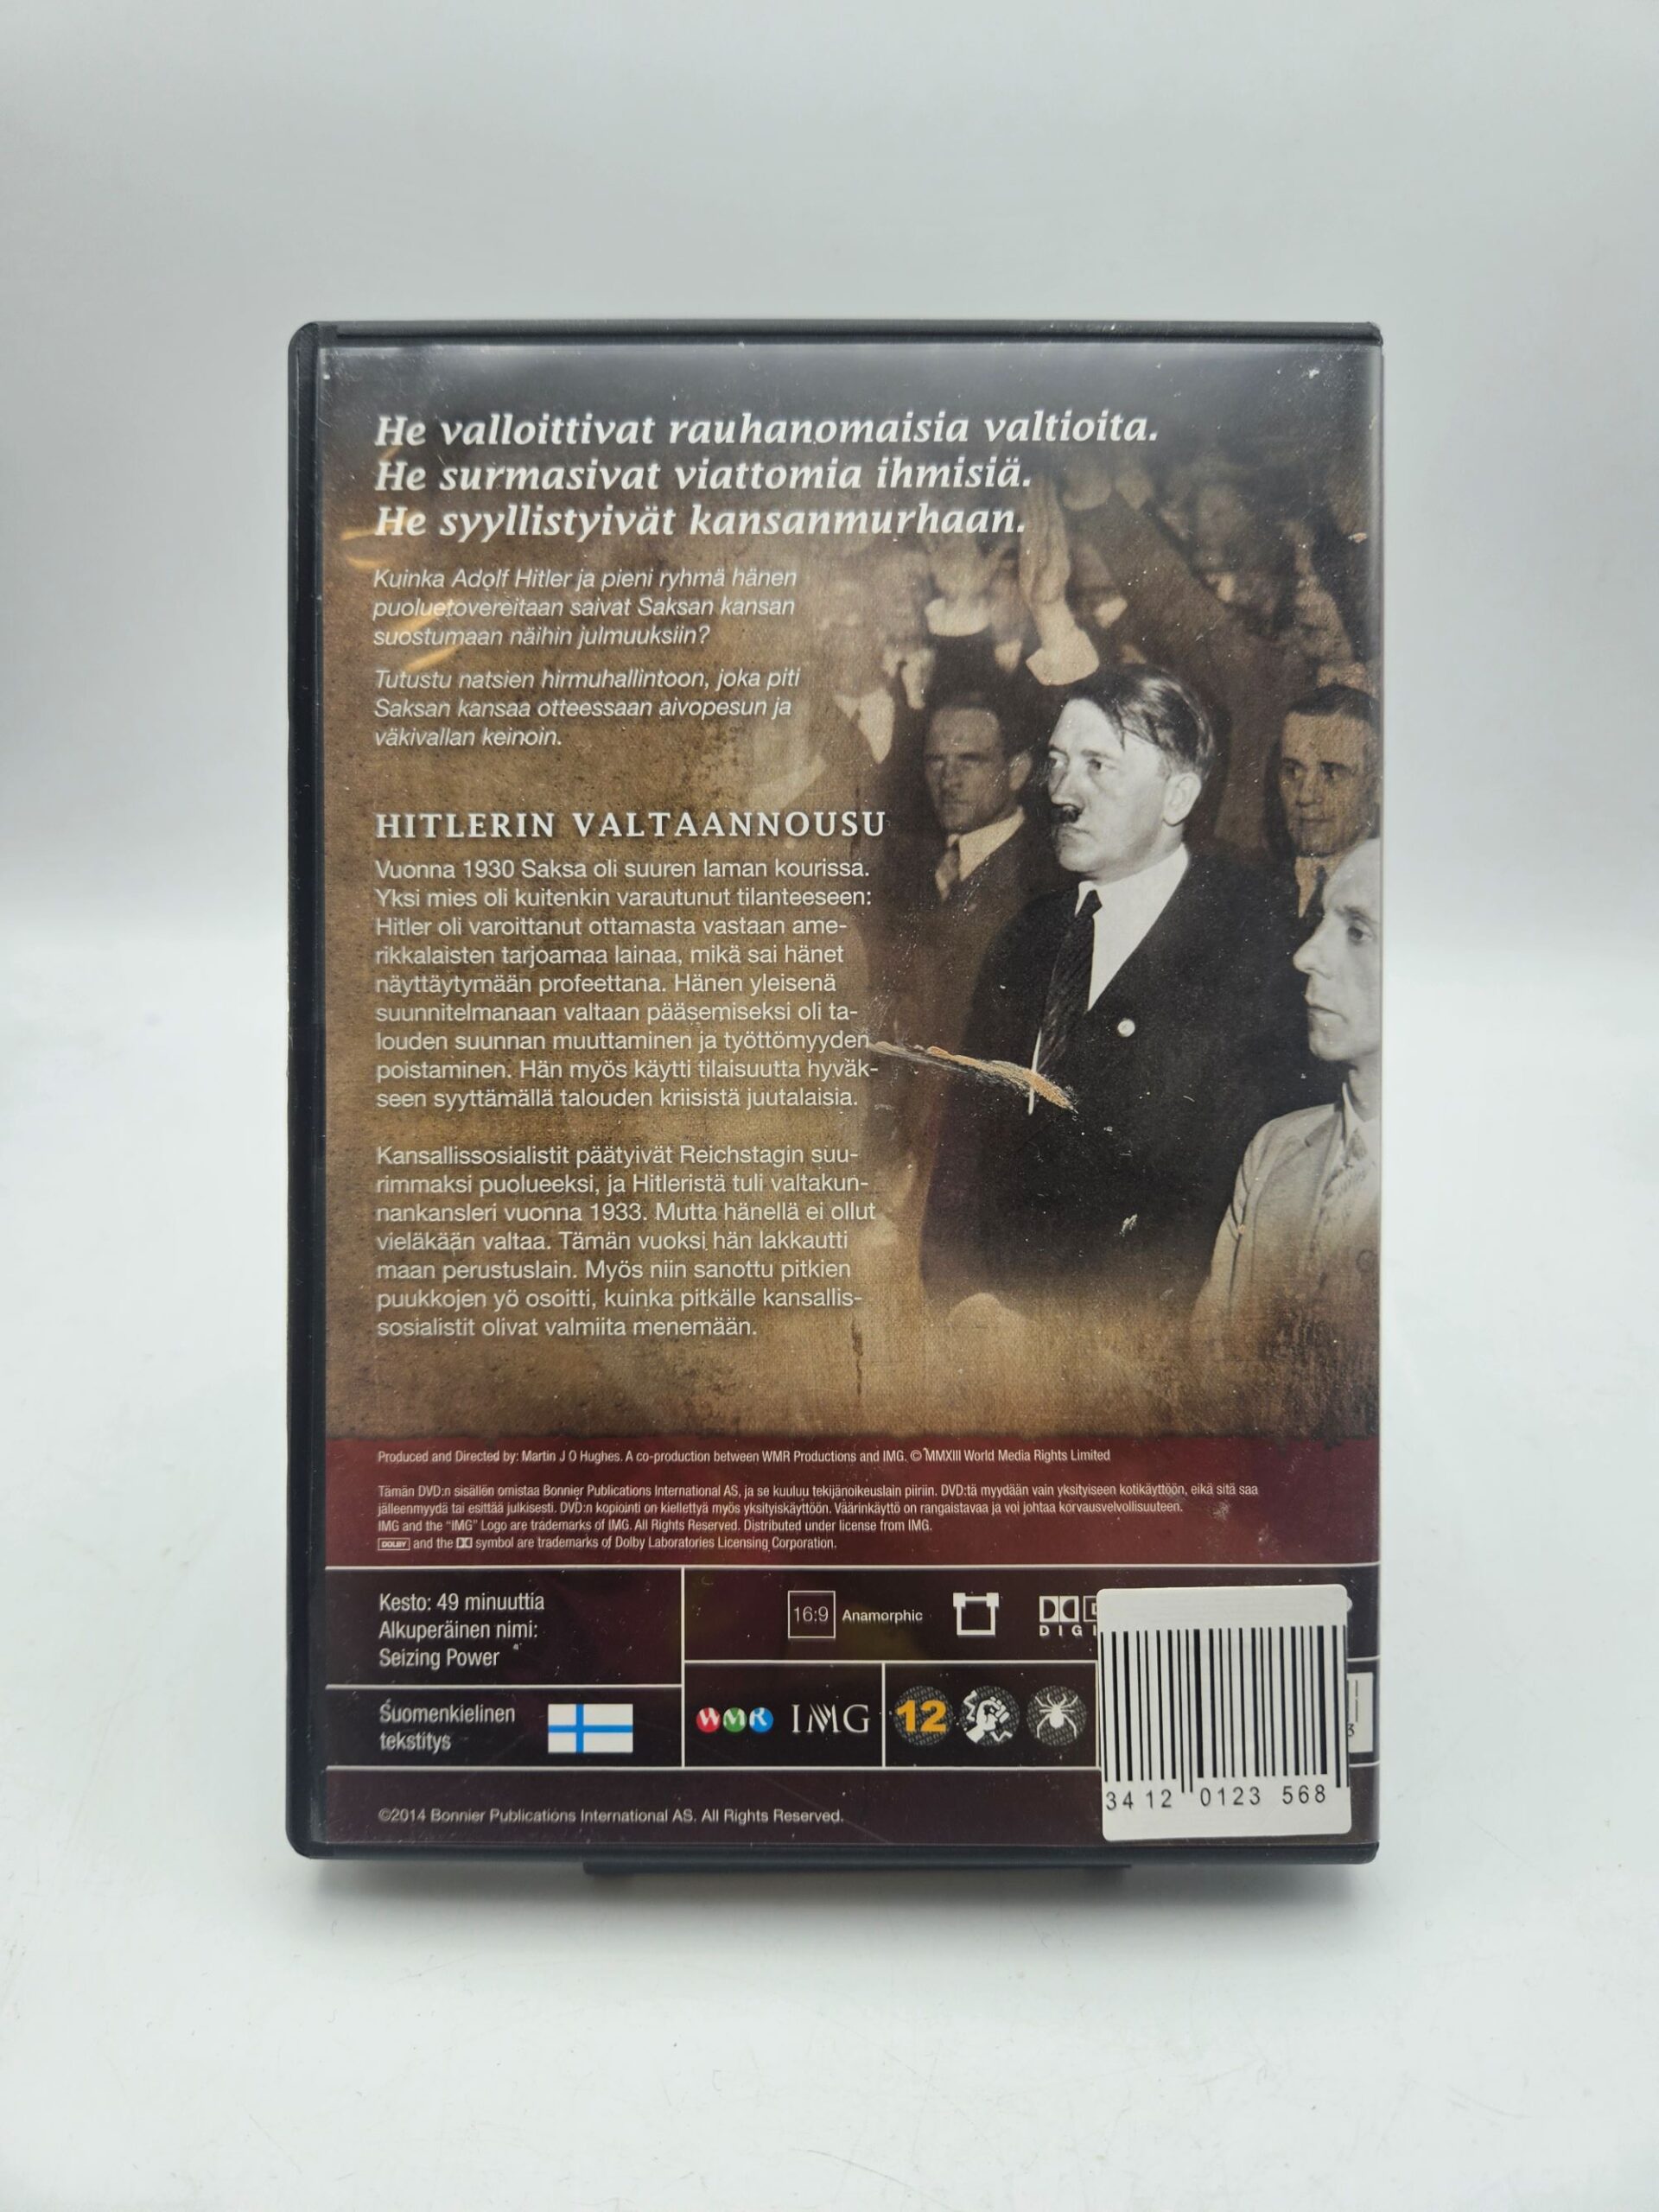 He valloittivat rauhanomaisia valtioita.
He surmasivat viattomia ihmisiä.
He syyllistyivät kansanmurhaan.
Kuinka Adolf Hitler ja pieni ryhmä hänen
puoluetovereitaan saivat Saksan kansan
suostumaan näihin julmuuksiin?
Tutustu natsien hirmuhallintoon, joka piti
Saksan kansaa otteessaan aivopesun ja
väkivallan keinoin.
HITLERIN VALTAANNOUSU
Vuonna 1930 Saksa oli suuren laman kourissa.
Yksi mies oli kuitenkin varautunut tilanteeseen:
Hitler oli varoittanut ottamasta vastaan ame-
rikkalaisten tarjoamaa lainaa, mikä sai hänet
näyttäytymään profeettana. Hänen yleisenä
suunnitelmanaan valtaan pääsemiseksi oli ta-
louden suunnan muuttaminen ja työttömyyden
poistaminen. Hän myös käytti tilaisuutta hyväk-
seen syyttämällä talouden kriisistä juutalaisia.
Kansallissosialistit päätyivät Reichstagin suu-
rimmaksi puolueeksi, ja Hitleristä tuli valtakun-
nankansleri vuonna 1933. Mutta hänellä ei ollut
vieläkään valtaa. Tämän vuoksi hän lakkautti
maan perustuslain. Myös niin sanottu pitkien
puukkojen yö osoitti, kuinka pitkälle kansallis-
sosialistit olivat valmiita menemään.
Produced and Directed by: Martin J O Hughes. A co-production between WMR Productions and IMG. © MMXIII World Media Rights Limited
Tämän DVD:n sisällön omistaa Bonnier Publications International AS, ja se kuuluu tekijänoikeuslain piiriin. DVD:tä myydään vain yksityiseen kotikäyttöön, eikä sitä saa
jälleenmyydä tai esittää julkisesti. DVD:n kopiointi on kiellettyä myös yksityiskäyttöön. Väärinkäyttö on rangaistavaa ja voi johtaa korvausvelvollisuuteen.
IMG and the "IMG" Logo are trademarks of IMG. All Rights Reserved. Distributed under license from IMG.
DOLBY and the DD symbol are trademarks of Dolby Laboratories Licensing Corporation.
Kesto: 49 minuuttia
Alkuperäinen nimi:
Seizing Power
16:9 Anamorphic
DIGI
Suomenkielinen
tekstitys
WMR IMG 12
3
3412 0123 568
©2014 Bonnier Publications International AS. All Rights Reserved.